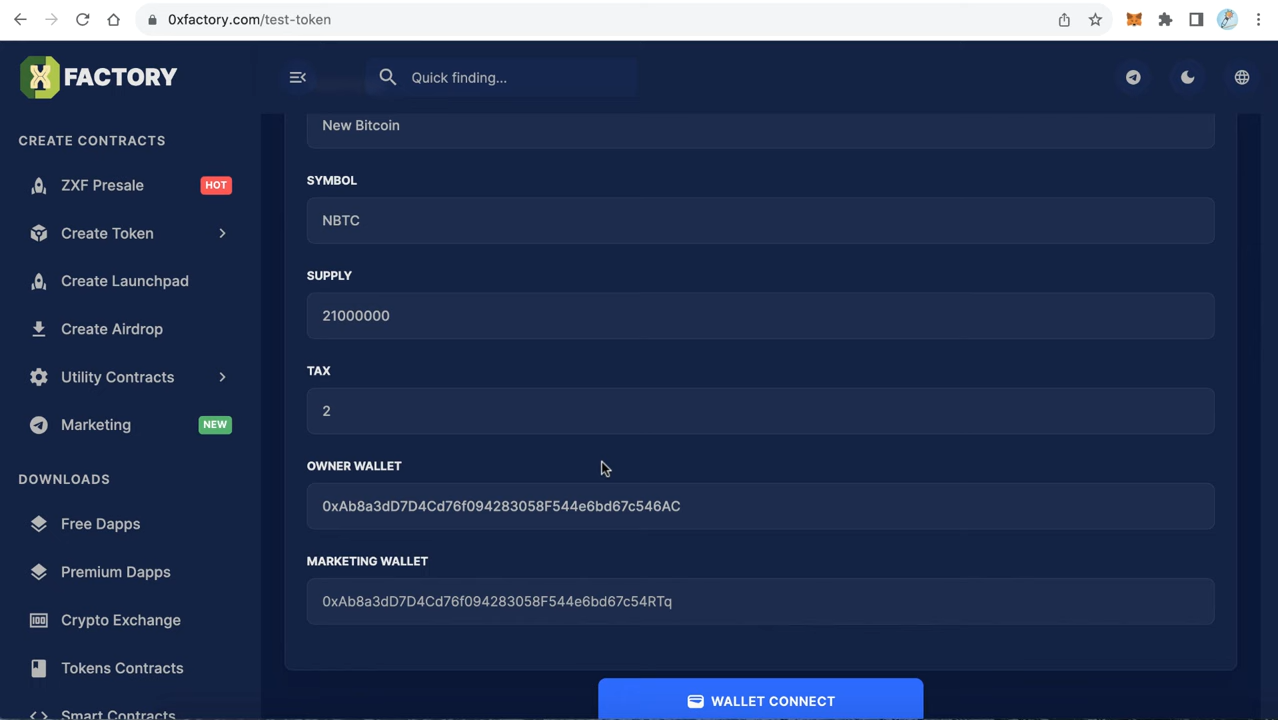 0xfactory.com/test-token
FACTORY
Quick finding...
CREATE CONTRACTS
ZXF Presale
HOT
Create Token
Create Launchpad
Create Airdrop
Utility Contracts
Marketing
NEW
DOWNLOADS
Free Dapps
Premium Dapps
Crypto Exchange
Tokens Contracts
Smart Contracts
New Bitcoin
SYMBOL
NBTC
SUPPLY
21000000
TAX
2
OWNER WALLET
0xAb8a3dD7D4Cd76f094283058F544e6bd67c546AC
MARKETING WALLET
0xAb8a3dD7D4Cd76f094283058F544e6bd67c54RTq
WALLET CONNECT